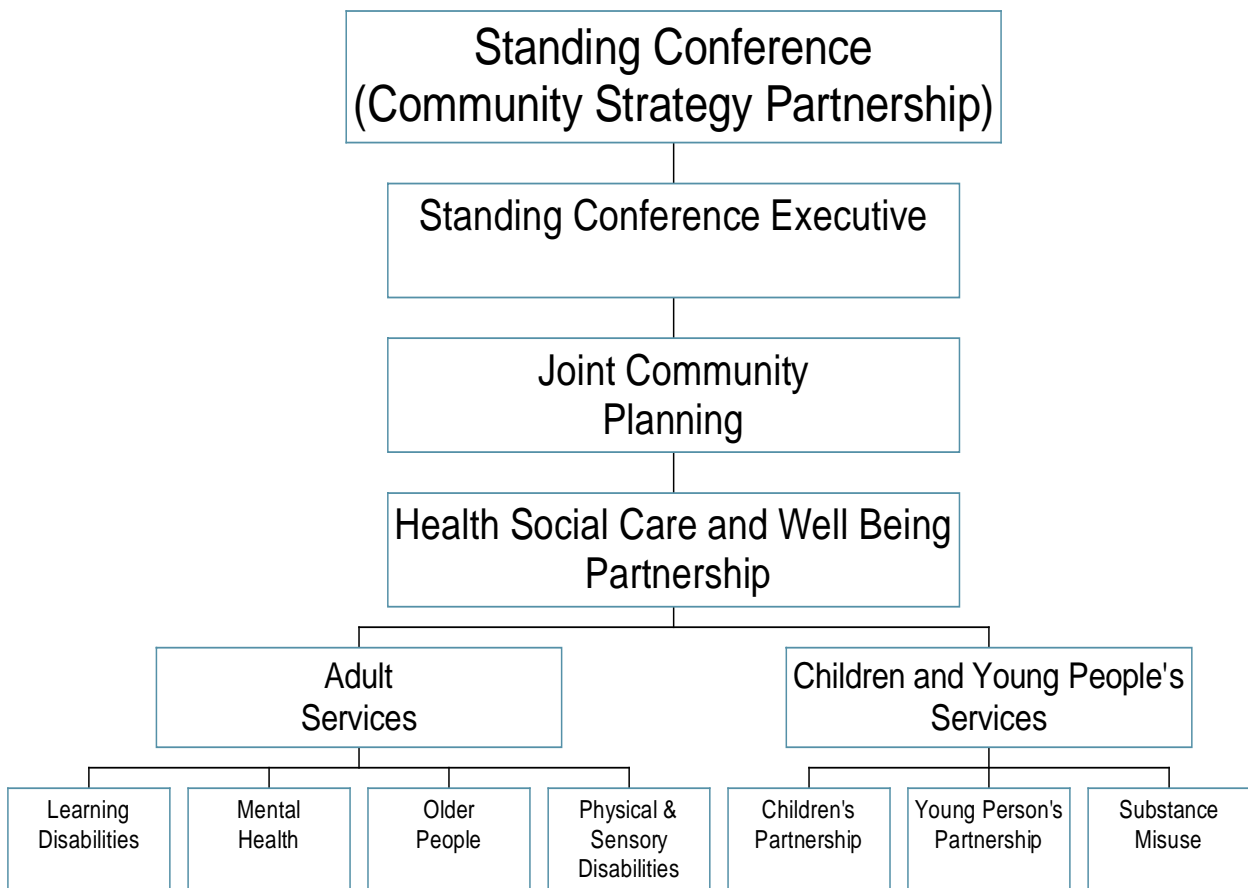 Standing Conference
(Community Strategy Partnership)
Standing Conference Executive
Joint Community
Planning
Health Social Care and Well Being
Partnership
Adult
Services
Children and Young People's
Services
Learning
Disabilities
Mental
Health
Older
People
Physical &
Sensory
Disabilities
Children's
Partnership
Young Person's
Partnership
Substance
Misuse